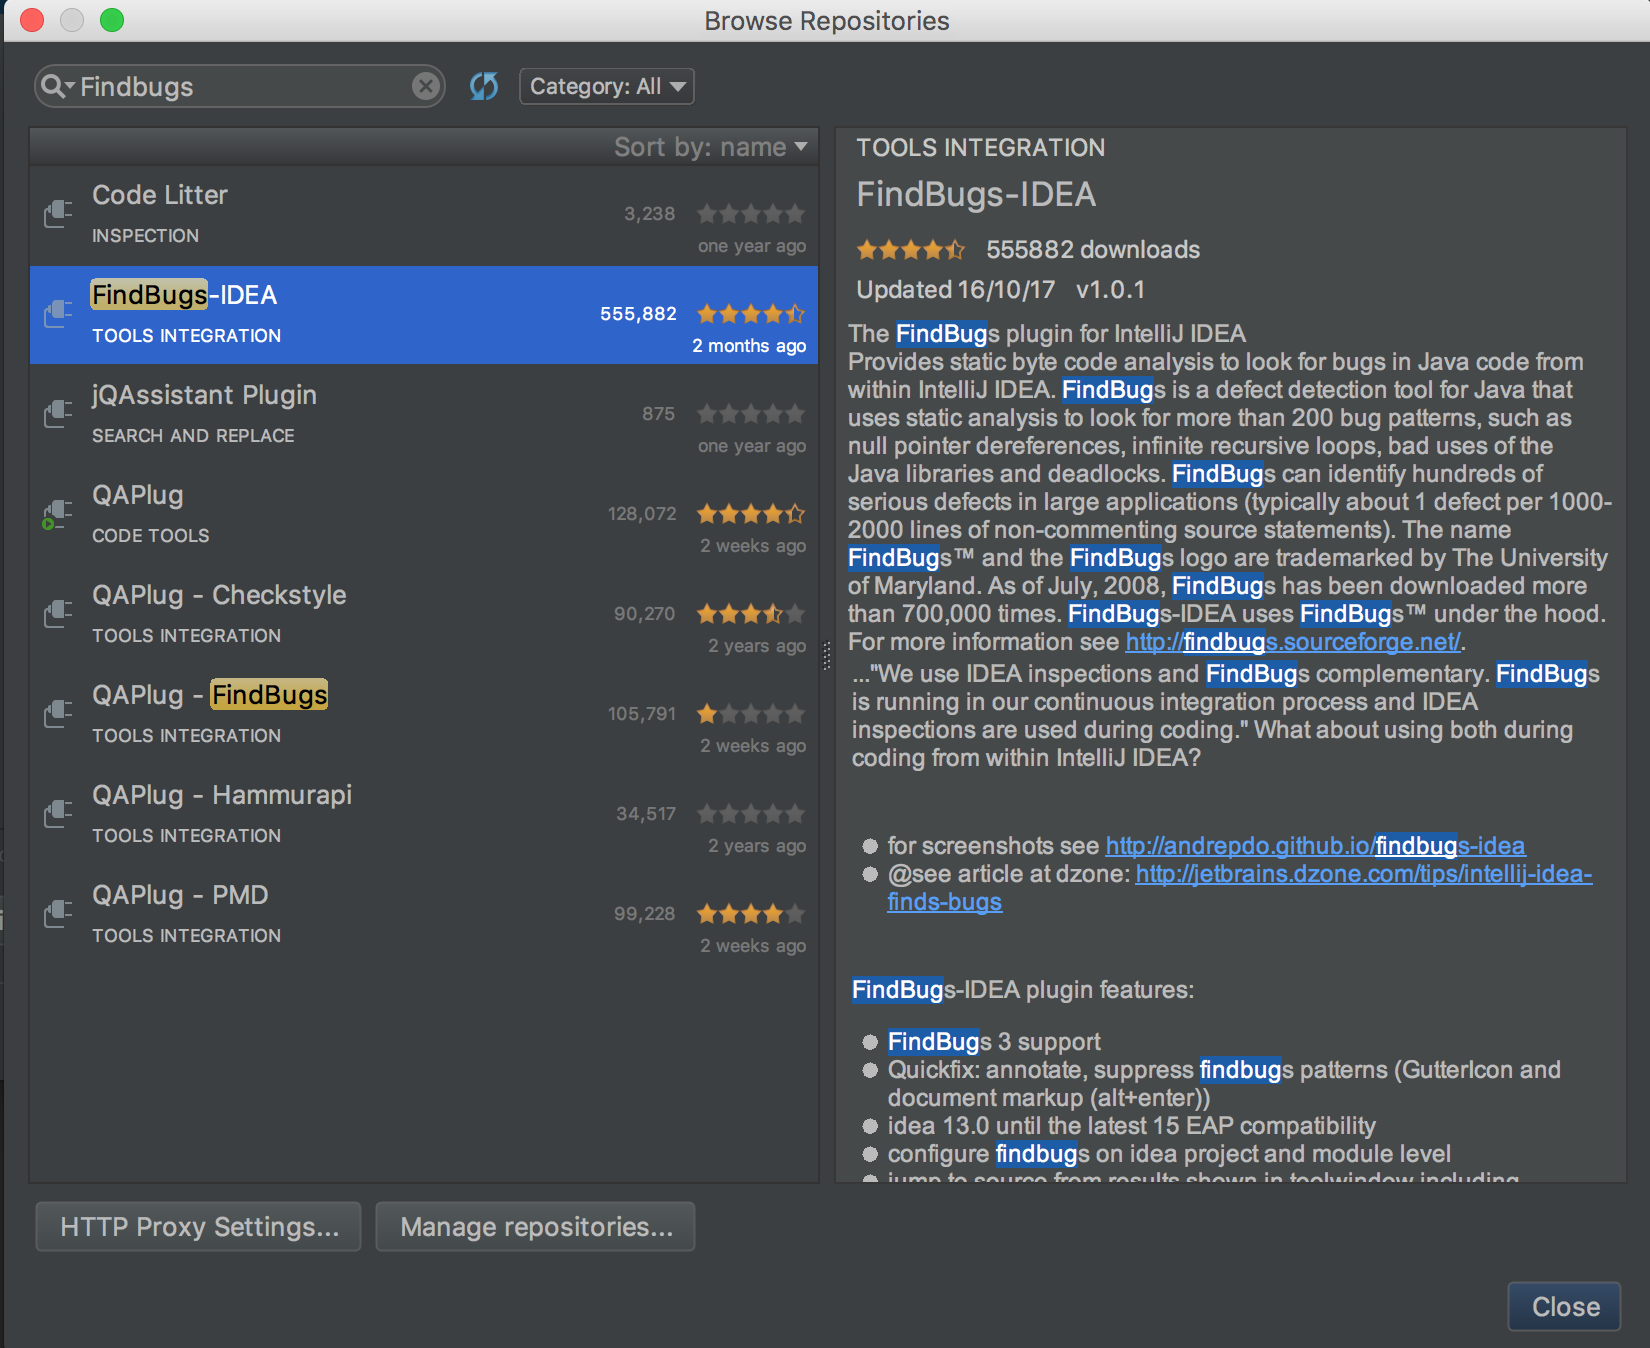 Browse Repositories
Findbugs
Category: All
Sort by: name
Code Litter
3,238
INSPECTION
one year ago
FindBugs-IDEA
555,882
TOOLS INTEGRATION
2 months ago
jQAssistant Plugin
875
SEARCH AND REPLACE
one year ago
QAPlug
128,072
CODE TOOLS
2 weeks ago
QAPlug - Checkstyle
90,270
TOOLS INTEGRATION
2 years ago
QAPlug - FindBugs
105,791
TOOLS INTEGRATION
2 weeks ago
QAPlug - Hammurapi
34,517
TOOLS INTEGRATION
2 years ago
QAPlug - PMD
99,228
TOOLS INTEGRATION
2 weeks ago
TOOLS INTEGRATION
FindBugs-IDEA
555882 downloads
Updated 16/10/17 v1.0.1
The FindBugs plugin for IntelliJ IDEA
Provides static byte code analysis to look for bugs in Java code from
within IntelliJ IDEA. FindBugs is a defect detection tool for Java that
uses static analysis to look for more than 200 bug patterns, such as
null pointer dereferences, infinite recursive loops, bad uses of the
Java libraries and deadlocks. FindBugs can identify hundreds of
serious defects in large applications (typically about 1 defect per 1000-
2000 lines of non-commenting source statements). The name
FindBugs™ and the FindBugs logo are trademarked by The University
of Maryland. As of July, 2008, FindBugs has been downloaded more
than 700,000 times. FindBugs-IDEA uses FindBugs™ under the hood.
For more information see http://findbugs.sourceforge.net/.
..."We use IDEA inspections and FindBugs complementary. FindBugs
is running in our continuous integration process and IDEA
inspections are used during coding." What about using both during
coding from within IntelliJ IDEA?
for screenshots see http://andrepdo.github.io/findbugs-idea
@see article at dzone: http://jetbrains.dzone.com/tips/intellij-idea-
finds-bugs
FindBugs-IDEA plugin features:
FindBugs 3 support
Quickfix: annotate, suppress findbugs patterns (GutterIcon and
document markup (alt+enter))
idea 13.0 until the latest 15 EAP compatibility
configure findbugs on idea project and module level
jump to source from results shown in toolwindow including
HTTP Proxy Settings...
Manage repositories...
Close